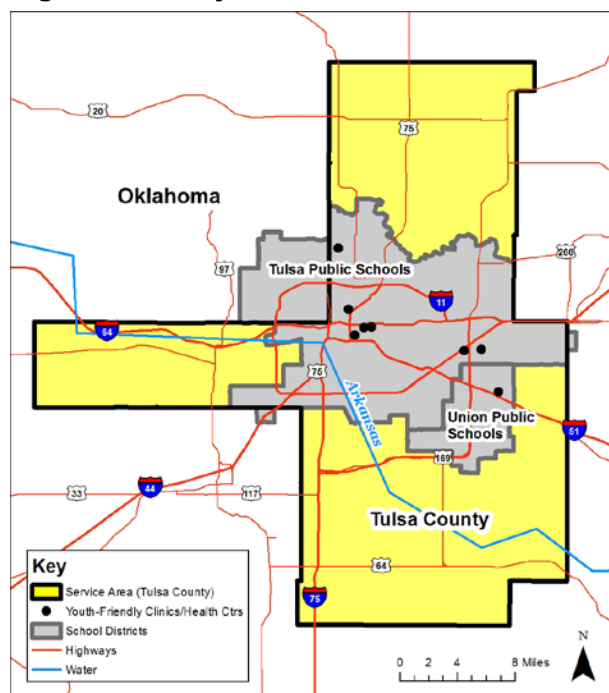 20
75
Oklahoma
97
266
Tulsa Public Schools
11
64
75
Arkansas
Union Public
Schools
51
169
44
33
117
Tulsa County
64
75
Key
Service Area (Tulsa County)
Youth-Friendly Clinics/Health Ctrs
School Districts
Highways
Water
N
0 2 4 8 Miles